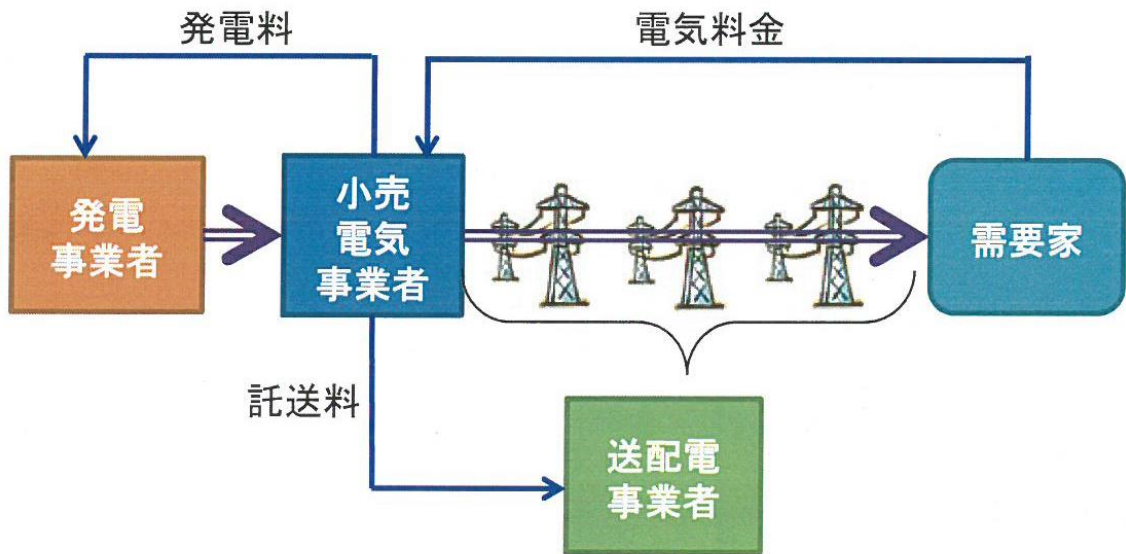 発電料
電気料金
発電
事業者
小売
電気
事業者
需要家
託送料
送配電
事業者